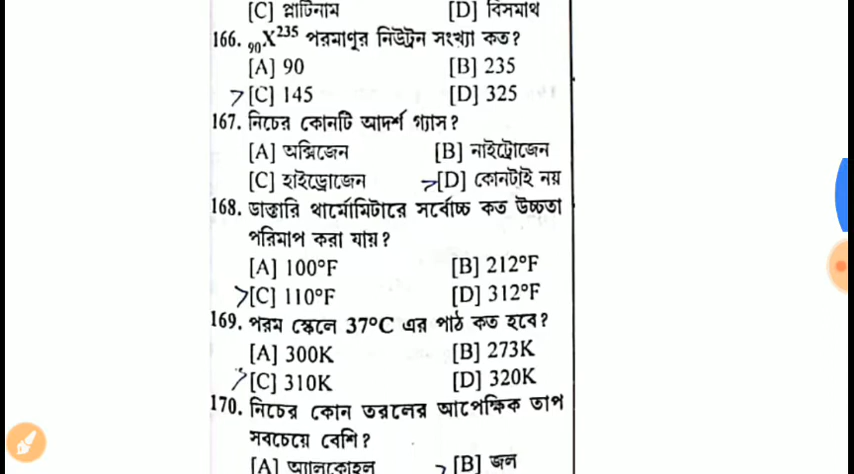 [C] প্লাটিনাম [D] বিসমাথ
166. ₉₀X²³⁵ পরমাণুর নিউট্রন সংখ্যা কত?
[A] 90 [B] 235
[C] 145 [D] 325
167. নিচের কোনটি আদর্শ গ্যাস?
[A] অক্সিজেন [B] নাইট্রোজেন
[C] হাইড্রোজেন [D] কোনটাই নয়
168. ডাক্তারি থার্মোমিটারে সর্বোচ্চ কত উষ্ণতা
পরিমাপ করা যায়?
[A] 100°F [B] 212°F
[C] 110°F [D] 312°F
169. পরম স্কেলে 37°C এর পাঠ কত হবে?
[A] 300K [B] 273K
[C] 310K [D] 320K
170. নিচের কোন তরলের আপেক্ষিক তাপ
সবচেয়ে বেশি?
[A] অ্যালকোহল [B] জল